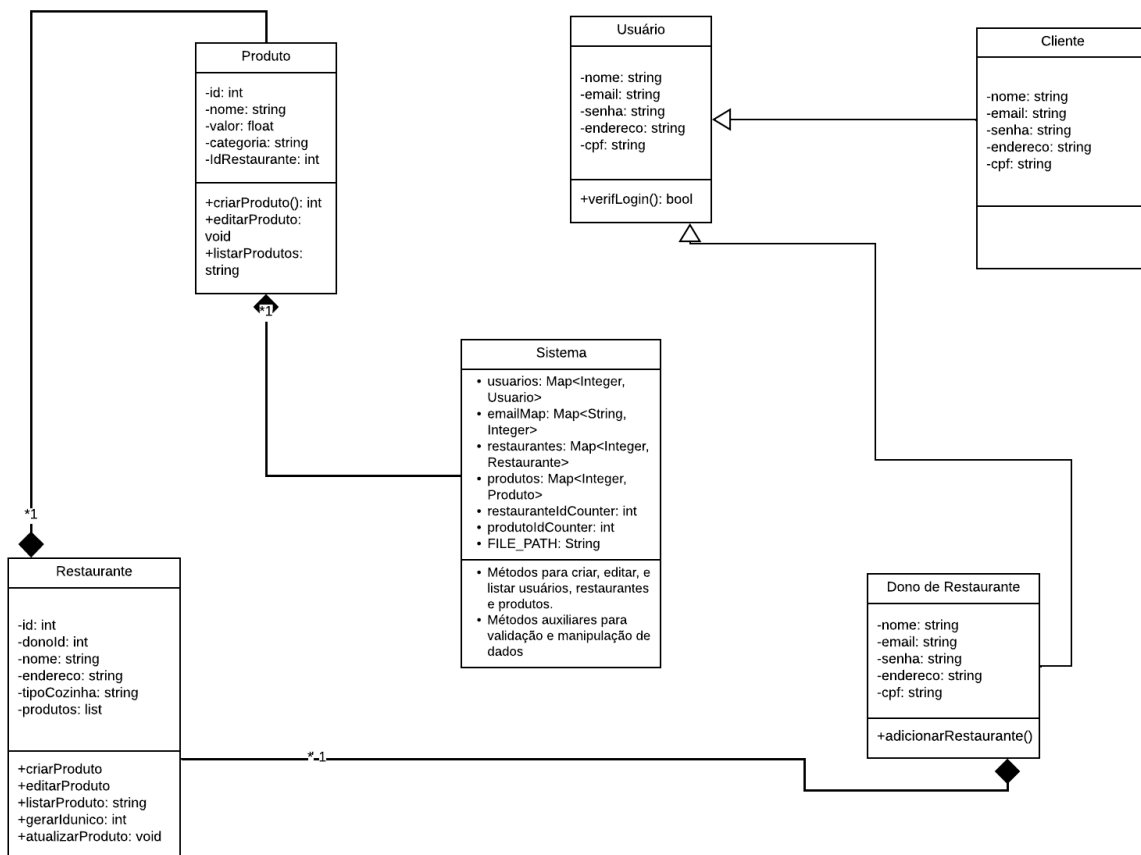 Produto
-id: int
-nome: string
-valor: float
-categoria: string
-IdRestaurante: int
+criarProduto(): int
+editarProduto:
void
+listarProdutos:
string
*1
Usuário
-nome: string
-email: string
-senha: string
-endereco: string
-cpf: string
+verifLogin(): bool
Cliente
-nome: string
-email: string
-senha: string
-endereco: string
-cpf: string
Sistema
• usuarios: Map<Integer,
Usuario>
• emailMap: Map<String,
Integer>
• restaurantes: Map<Integer,
Restaurante>
• produtos: Map<Integer,
Produto>
• restauranteIdCounter: int
• produtoIdCounter: int
• FILE_PATH: String
• Métodos para criar, editar, e
listar usuários, restaurantes
e produtos.
• Métodos auxiliares para
validação e manipulação de
dados
*1
Restaurante
-id: int
-donoId: int
-nome: string
-endereco: string
-tipoCozinha: string
-produtos: list
+criarProduto
+editarProduto
+listarProduto: string
+gerarIdunico: int
+atualizarProduto: void
*.1
Dono de Restaurante
-nome: string
-email: string
-senha: string
-endereco: string
-cpf: string
+adicionarRestaurante()